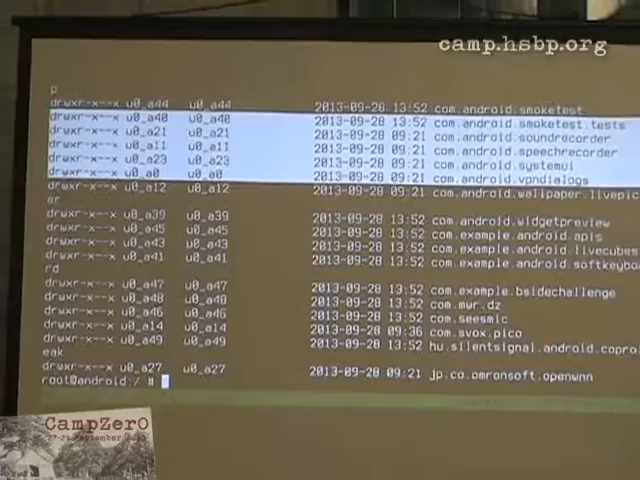 camp.hsbp.org
p
drwxr-x--x u0_a44 u0_a44 2013-09-28 13:52 com.android.smoketest
drwxr-x--x u0_a40 u0_a40 2013-09-28 13:52 com.android.smoketest.tests
drwxr-x--x u0_a21 u0_a21 2013-09-28 09:21 com.android.soundrecorder
drwxr-x--x u0_a11 u0_a11 2013-09-28 09:21 com.android.speechrecorder
drwxr-x--x u0_a23 u0_a23 2013-09-28 09:21 com.android.systemui
drwxr-x--x u0_a0 u0_a0 2013-09-28 09:21 com.android.vpndialogs
drwxr-x--x u0_a12 u0_a12 2013-09-28 09:21 com.android.wallpaper.livepic
er
drwxr-x--x u0_a39 u0_a39 2013-09-28 13:52 com.android.widgetpreview
drwxr-x--x u0_a45 u0_a45 2013-09-28 13:52 com.example.android.apis
drwxr-x--x u0_a43 u0_a43 2013-09-28 13:52 com.example.android.livecubes
drwxr-x--x u0_a41 u0_a41 2013-09-28 13:52 com.example.android.softkeybo
rd
drwxr-x--x u0_a47 u0_a47 2013-09-28 13:52 com.example.bsidechallenge
drwxr-x--x u0_a48 u0_a48 2013-09-28 13:52 com.mwr.dz
drwxr-x--x u0_a46 u0_a46 2013-09-28 13:52 com.seesmic
drwxr-x--x u0_a14 u0_a14 2013-09-28 09:36 com.svox.pico
drwxr-x--x u0_a49 u0_a49 2013-09-28 13:52 hu.silentsignal.android.copro
eak
drwxr-x--x u0_a27 u0_a27 2013-09-28 09:21 jp.co.omronsoft.openwnn
root@android:/ #
CampZer0